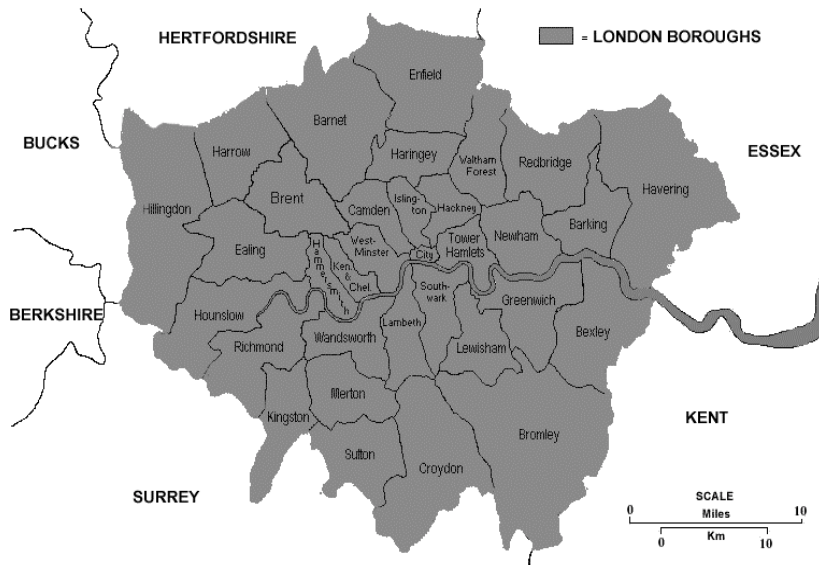 HERTFORDSHIRE
= LONDON BOROUGHS
Enfield
Barnet
BUCKS
Harrow
Haringey
Waltham
Forest
Redbridge
ESSEX
Havering
Hillingdon
Brent
Camden
Isling-
ton
Hackney
Barking
Ealing
West-
Minster
City
Tower
Hamlets
Newham
Hammersmith
Ken.
&
Chel.
BERKSHIRE
Hounslow
South-
wark
Greenwich
Bexley
Richmond
Wandsworth
Lambeth
Lewisham
Merton
Kingston
Bromley
KENT
Sutton
Croydon
SURREY
SCALE
0 Miles 10
Km
0 10